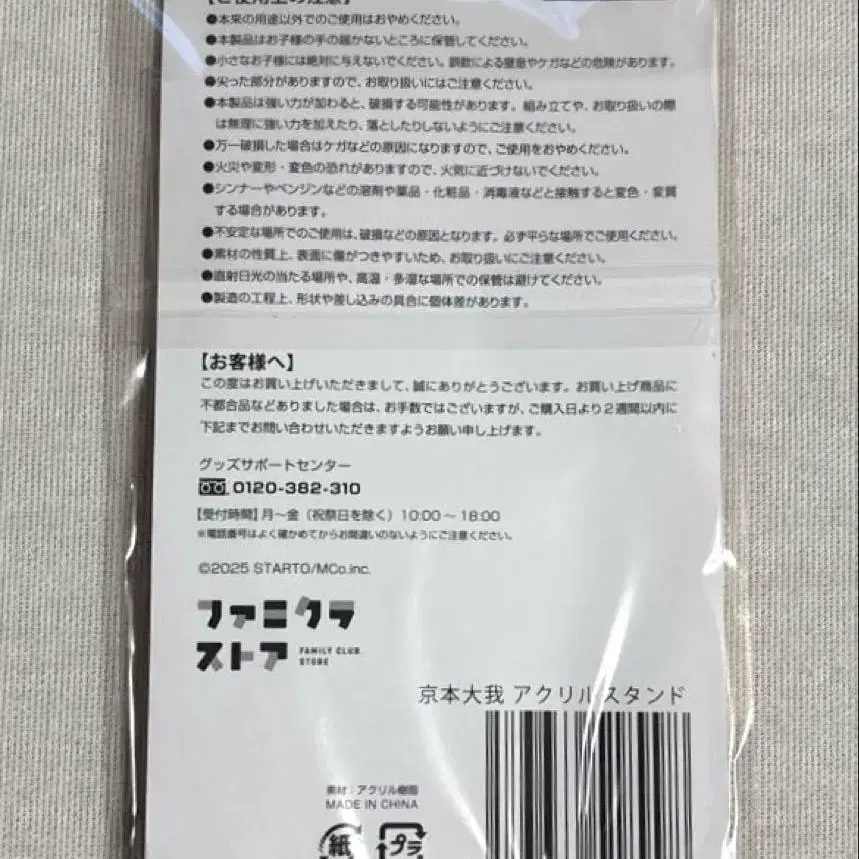 【ご使用上の注意】
●本来の用途以外でのご使用はおやめください。
●本製品はお子様の手の届かないところに保管してください。
●小さなお子様には絶対に与えないでください。誤飲による窒息やケガなどの危険があります。
●尖った部分がありますので、お取り扱いにはご注意ください。
●本製品は強い力が加わると、破損する可能性があります。組み立てや、お取り扱いの際
は無理に強い力を加えたり、落としたりしないようにご注意ください。
●万一破損した場合はケガなどの原因になりますので、ご使用をおやめください。
●火災や変形・変色の恐れがありますので、火気に近づけないでください。
●シンナーやベンジンなどの溶剤や薬品・化粧品・消毒液などと接触すると変色・変質
する場合があります。
●不安定な場所でのご使用は、破損などの原因となります。必ず平らな場所でご使用ください。
●素材の性質上、表面に傷がつきやすいため、お取り扱いにご注意ください。
●直射日光の当たる場所や、高温・多湿な場所での保管は避けてください。
●製造の工程上、形状や差し込みの具合に個体差があります。
【お客様へ】
この度はお買い上げいただきまして、誠にありがとうございます。お買い上げ商品に
不都合品などありました場合は、お手数ではございますが、ご購入日より2週間以内に
下記までお問い合わせいただきますようお願い申し上げます。
グッズサポートセンター
0120-382-310
【受付時間】月〜金（祝祭日を除く）10:00〜18:00
※電話番号はよく確かめてからお間違いのないようにご注意ください。
©2025 STARTO/MCo.inc.
ファミクラ
ストア FAMILY CLUB
STORE
京本大我 アクリルスタンド
素材：アクリル樹脂
MADE IN CHINA
紙 プラ